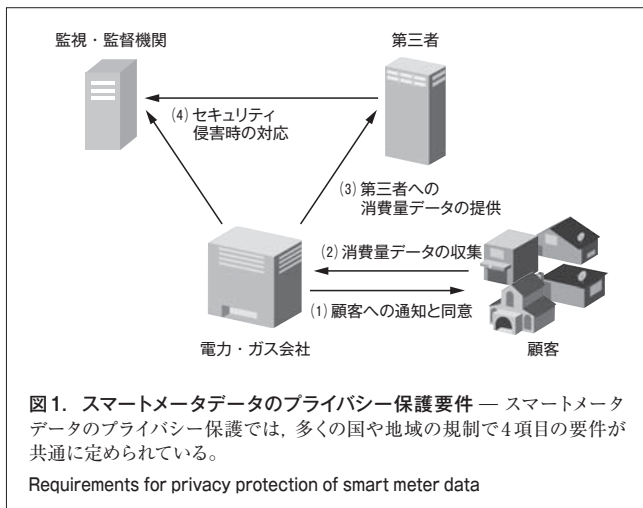 監視・監督機関
第三者
(4) セキュリティ
侵害時の対応
(3) 第三者への
消費量データの提供
(2) 消費量データの収集
(1) 顧客への通知と同意
電力・ガス会社
顧客
図1. スマートメータデータのプライバシー保護要件 — スマートメータ
データのプライバシー保護では，多くの国や地域の規制で4項目の要件が
共通に定められている。
Requirements for privacy protection of smart meter data